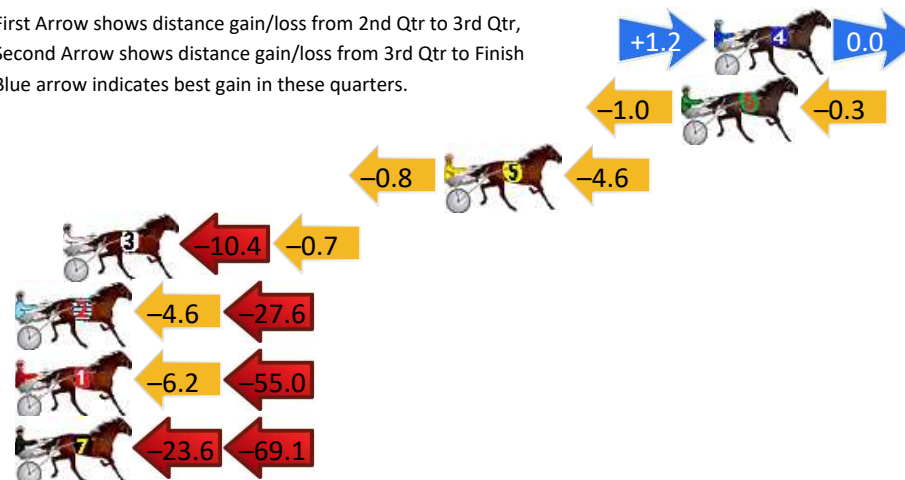 First Arrow shows distance gain/loss from 2nd Qtr to 3rd Qtr,
Second Arrow shows distance gain/loss from 3rd Qtr to Finish
Blue arrow indicates best gain in these quarters.
+1.2 4 0.0
–1.0 6 –0.3
–0.8 5 –4.6
3 –10.4 –0.7
2 –4.6 –27.6
1 –6.2 –55.0
7 –23.6 –69.1